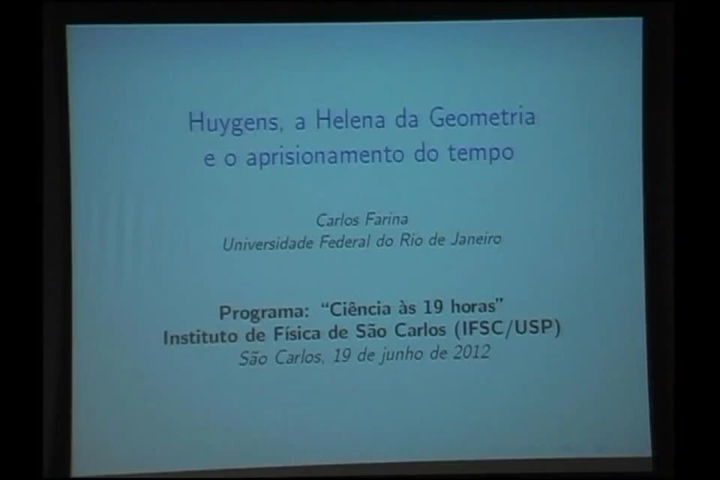 Huygens, a Helena da Geometria
e o aprisionamento do tempo
Carlos Farina
Universidade Federal do Rio de Janeiro
Programa: “Ciência às 19 horas”
Instituto de Física de São Carlos (IFSC/USP)
São Carlos, 19 de junho de 2012